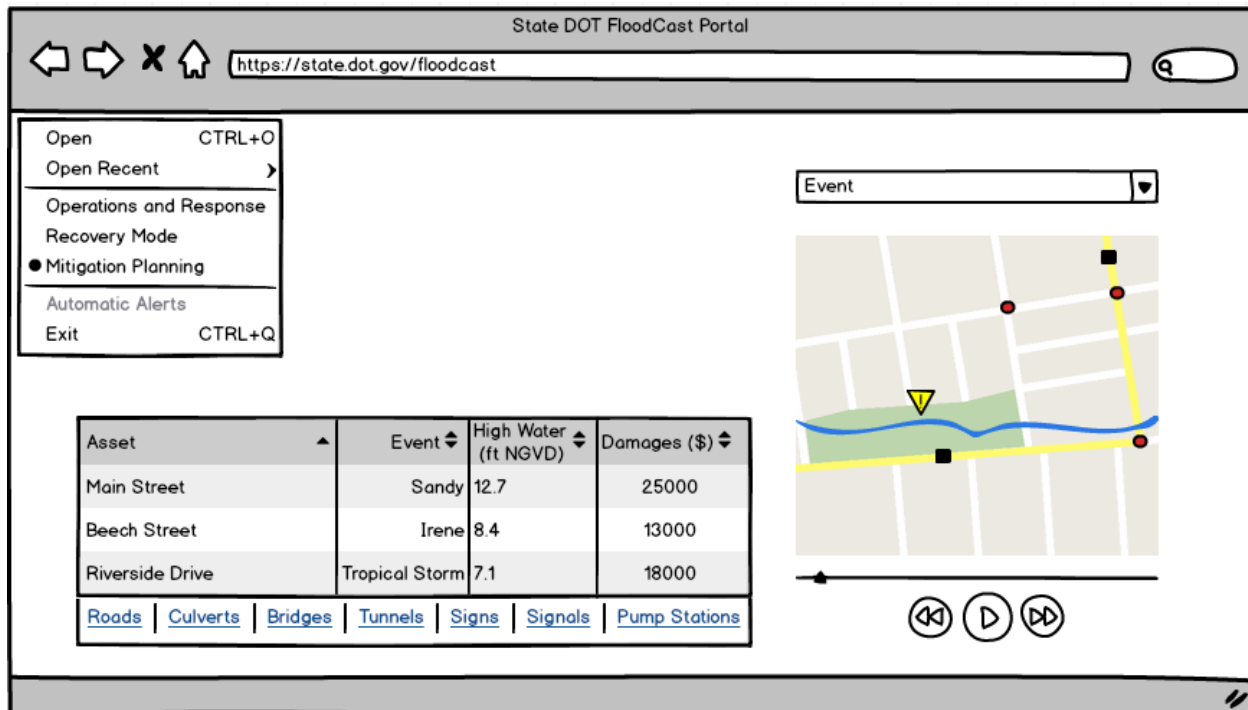 State DOT FloodCast Portal
https://state.dot.gov/floodcast
Open CTRL+O
Open Recent
Operations and Response
Recovery Mode
Mitigation Planning
Automatic Alerts
Exit CTRL+Q
Event
Asset Event High Water (ft NGVD) Damages ($)
Main Street Sandy 12.7 25000
Beech Street Irene 8.4 13000
Riverside Drive Tropical Storm 7.1 18000
Roads Culverts Bridges Tunnels Signs Signals Pump Stations